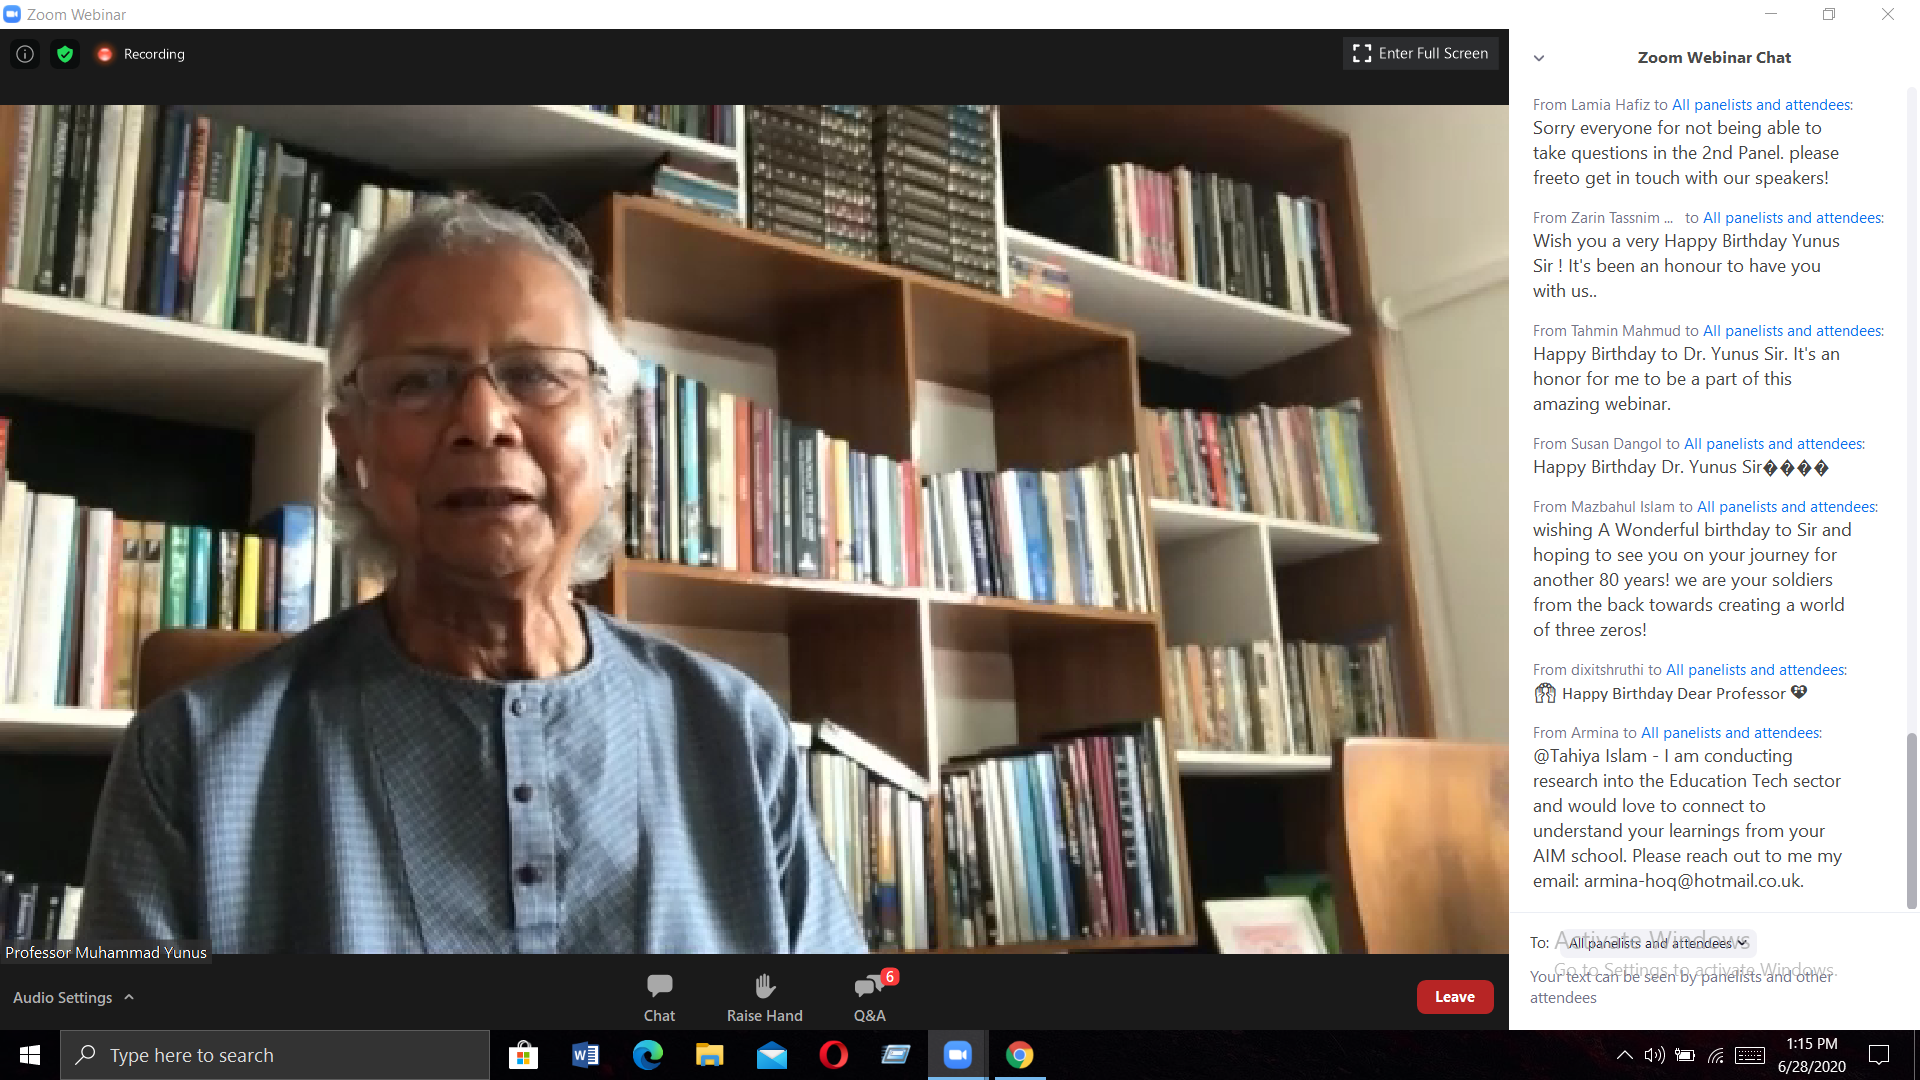 Zoom Webinar
Recording
Enter Full Screen
Professor Muhammad Yunus
Audio Settings
Chat
Raise Hand
Q&A
6
Leave
Zoom Webinar Chat
From Lamia Hafiz to All panelists and attendees:
Sorry everyone for not being able to
take questions in the 2nd Panel. please
freeto get in touch with our speakers!
From Zarin Tassnim ... to All panelists and attendees:
Wish you a very Happy Birthday Yunus
Sir ! It's been an honour to have you
with us..
From Tahmin Mahmud to All panelists and attendees:
Happy Birthday to Dr. Yunus Sir. It's an
honor for me to be a part of this
amazing webinar.
From Susan Dangol to All panelists and attendees:
Happy Birthday Dr. Yunus Sir����
From Mazbahul Islam to All panelists and attendees:
wishing A Wonderful birthday to Sir and
hoping to see you on your journey for
another 80 years! we are your soldiers
from the back towards creating a world
of three zeros!
From dixitshruthi to All panelists and attendees:
Happy Birthday Dear Professor
From Armina to All panelists and attendees:
@Tahiya Islam - I am conducting
research into the Education Tech sector
and would love to connect to
understand your learnings from your
AIM school. Please reach out to me my
email: armina-hoq@hotmail.co.uk.
To: All panelists and attendees
Activate Windows
Go to Settings to activate Windows.
Your text can be seen by panelists and other
attendees
Type here to search
1:15 PM
6/28/2020